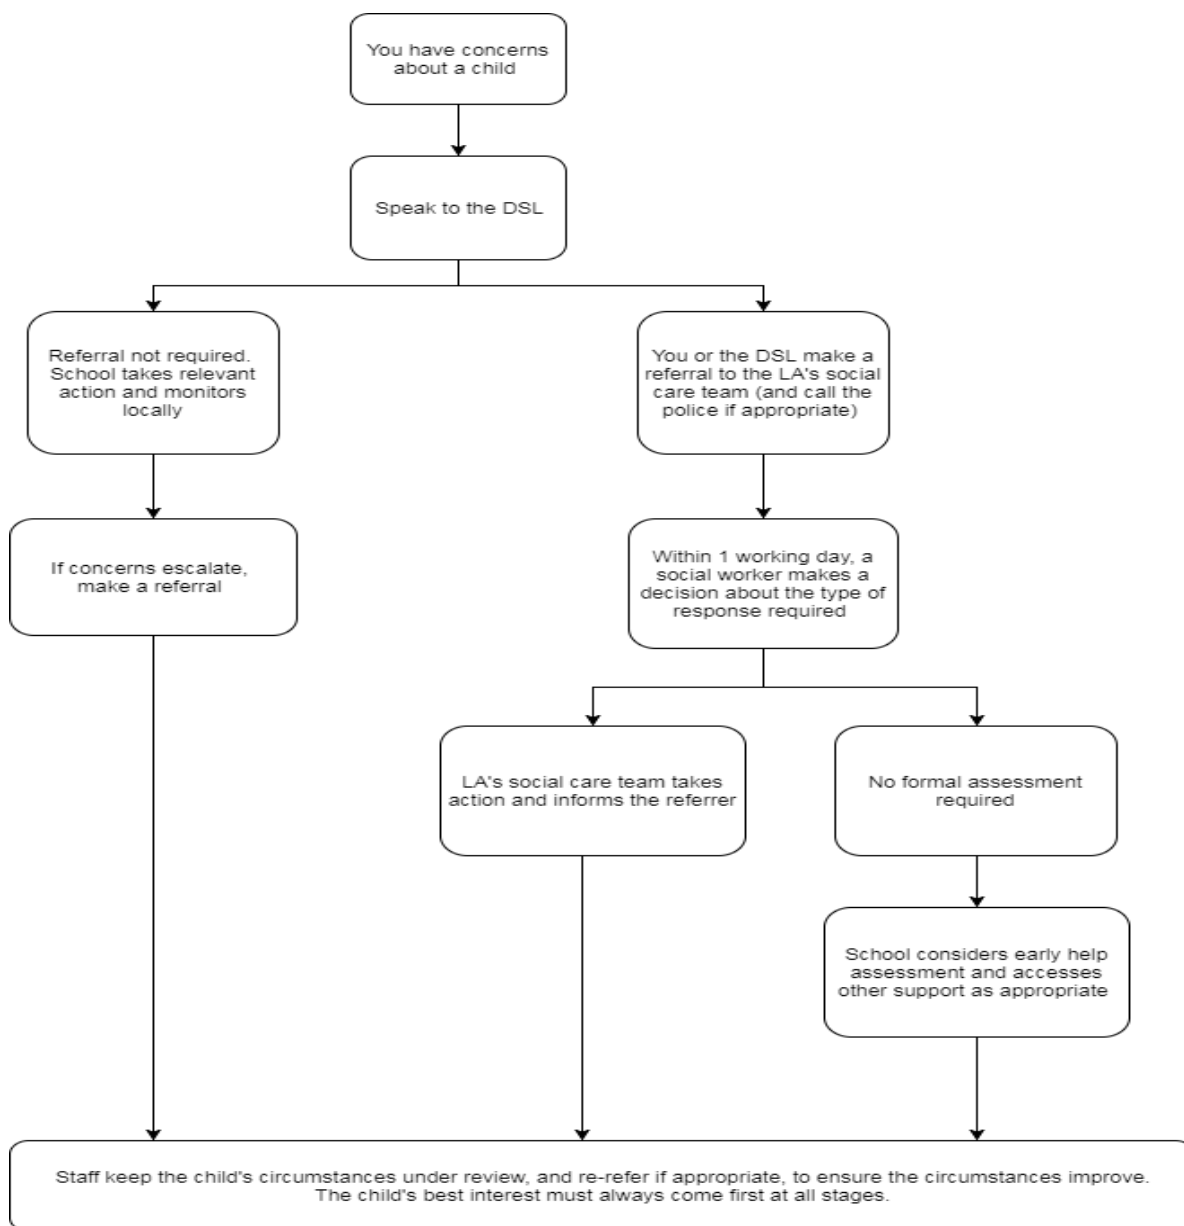 You have concerns
about a child
Speak to the DSL
Referral not required.
School takes relevant
action and monitors
locally
You or the DSL make a
referral to the LA's social
care team (and call the
police if appropriate)
If concerns escalate,
make a referral
Within 1 working day, a
social worker makes a
decision about the type of
response required
LA's social care team takes
action and informs the referrer
No formal assessment
required
School considers early help
assessment and accesses
other support as appropriate
Staff keep the child's circumstances under review, and re-refer if appropriate, to ensure the circumstances improve.
The child's best interest must always come first at all stages.